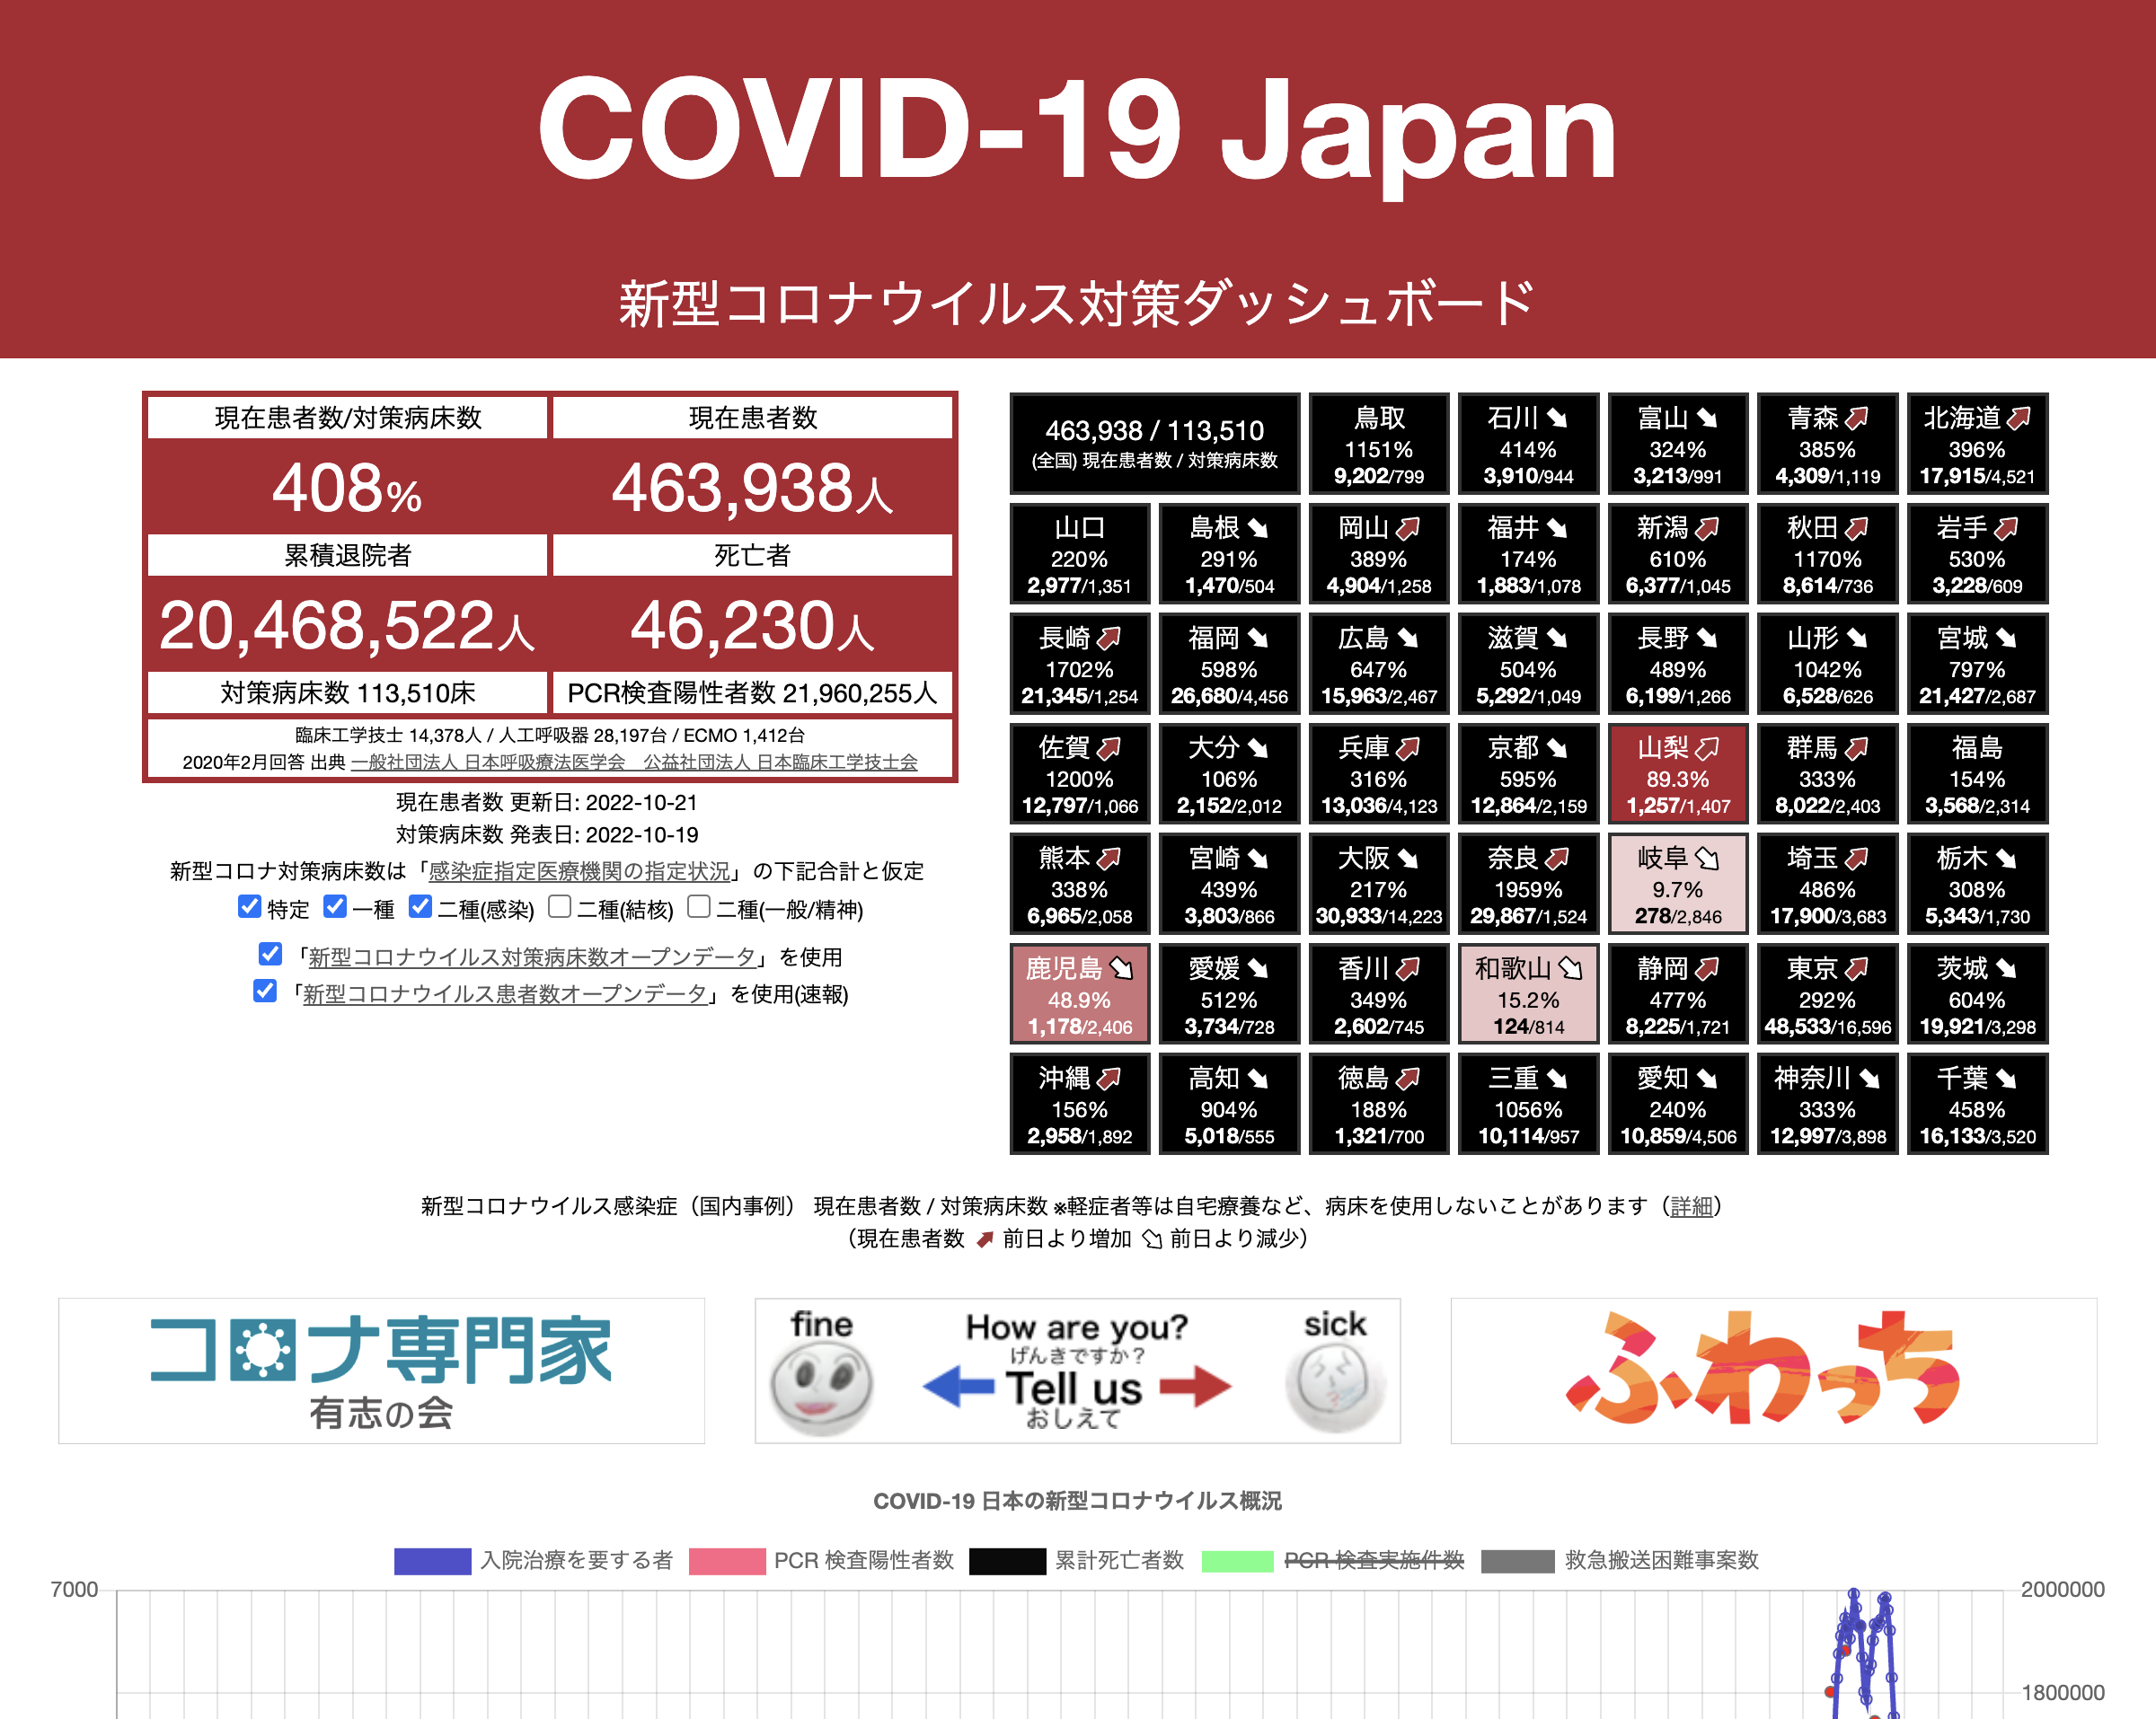 COVID-19 Japan
新型コロナウイルス対策ダッシュボード
現在患者数/対策病床数
現在患者数
408%
463,938人
累積退院者
死亡者
20,468,522人
46,230人
対策病床数 113,510床
PCR検査陽性者数 21,960,255人
臨床工学技士 14,378人 / 人工呼吸器 28,197台 / ECMO 1,412台
2020年2月回答 出典 一般社団法人 日本呼吸療法医学会　公益社団法人 日本臨床工学技士会
現在患者数 更新日: 2022-10-21
対策病床数 発表日: 2022-10-19
新型コロナ対策病床数は「感染症指定医療機関の指定状況」の下記合計と仮定
特定 一種 二種(感染) 二種(結核) 二種(一般/精神)
「新型コロナウイルス対策病床数オープンデータ」を使用
「新型コロナウイルス患者数オープンデータ」を使用(速報)
463,938 / 113,510
(全国) 現在患者数 / 対策病床数
鳥取
1151%
9,202/799
石川
414%
3,910/944
富山
324%
3,213/991
青森
385%
4,309/1,119
北海道
396%
17,915/4,521
山口
220%
2,977/1,351
島根
291%
1,470/504
岡山
389%
4,904/1,258
福井
174%
1,883/1,078
新潟
610%
6,377/1,045
秋田
1170%
8,614/736
岩手
530%
3,228/609
長崎
1702%
21,345/1,254
福岡
598%
26,680/4,456
広島
647%
15,963/2,467
滋賀
504%
5,292/1,049
長野
489%
6,199/1,266
山形
1042%
6,528/626
宮城
797%
21,427/2,687
佐賀
1200%
12,797/1,066
大分
106%
2,152/2,012
兵庫
316%
13,036/4,123
京都
595%
12,864/2,159
山梨
89.3%
1,257/1,407
群馬
333%
8,022/2,403
福島
154%
3,568/2,314
熊本
338%
6,965/2,058
宮崎
439%
3,803/866
大阪
217%
30,933/14,223
奈良
1959%
29,867/1,524
岐阜
9.7%
278/2,846
埼玉
486%
17,900/3,683
栃木
308%
5,343/1,730
鹿児島
48.9%
1,178/2,406
愛媛
512%
3,734/728
香川
349%
2,602/745
和歌山
15.2%
124/814
静岡
477%
8,225/1,721
東京
292%
48,533/16,596
茨城
604%
19,921/3,298
沖縄
156%
2,958/1,892
高知
904%
5,018/555
徳島
188%
1,321/700
三重
1056%
10,114/957
愛知
240%
10,859/4,506
神奈川
333%
12,997/3,898
千葉
458%
16,133/3,520
新型コロナウイルス感染症（国内事例） 現在患者数 / 対策病床数 ※軽症者等は自宅療養など、病床を使用しないことがあります（詳細）
（現在患者数 前日より増加 前日より減少）
コロナ専門家
有志の会
fine
How are you?
げんきですか？
Tell us
おしえて
sick
ふわっち
COVID-19 日本の新型コロナウイルス概況
入院治療を要する者 PCR 検査陽性者数 累計死亡者数 PCR 検査実施件数 救急搬送困難事案数
7000
2000000
1800000